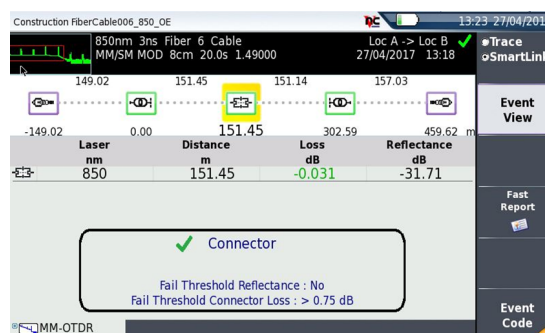 Construction FiberCable006_850_OE
13:23 27/04/201
850nm 3ns Fiber 6 Cable
Loc A -> Loc B
MM/SM MOD 8cm 20.0s 1.49000
27/04/2017 13:18
Trace
SmartLink
149.02 151.45 151.14 157.03
-149.02 0.00 151.45 302.59 459.62 m
Event
View
Laser Distance Loss Reflectance
nm m dB dB
850 151.45 -0.031 -31.71
Fast
Report
Connector
Fail Threshold Reflectance : No
Fail Threshold Connector Loss : > 0.75 dB
Event
Code
MM-OTDR